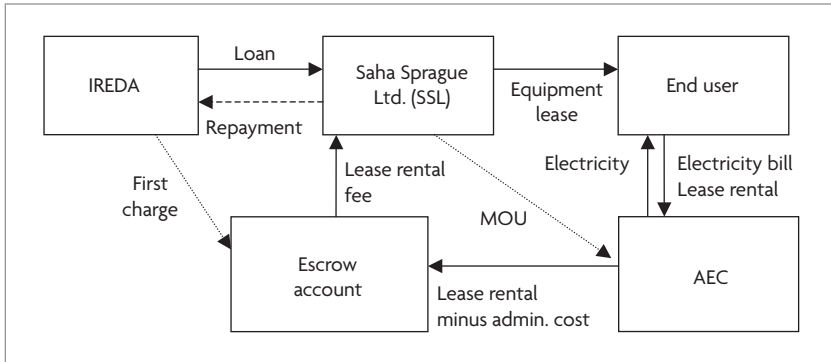 IREDA
Loan
Repayment
Saha Sprague
Ltd. (SSL)
Equipment
lease
End user
First
charge
Lease rental
fee
MOU
Electricity
Electricity bill
Lease rental
Escrow
account
Lease rental
minus admin. cost
AEC